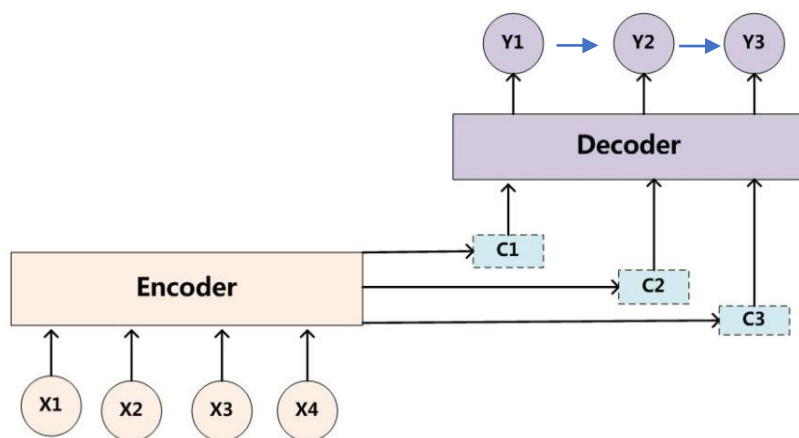 Y1 Y2 Y3
Decoder
C1
Encoder
C2
C3
X1 X2 X3 X4